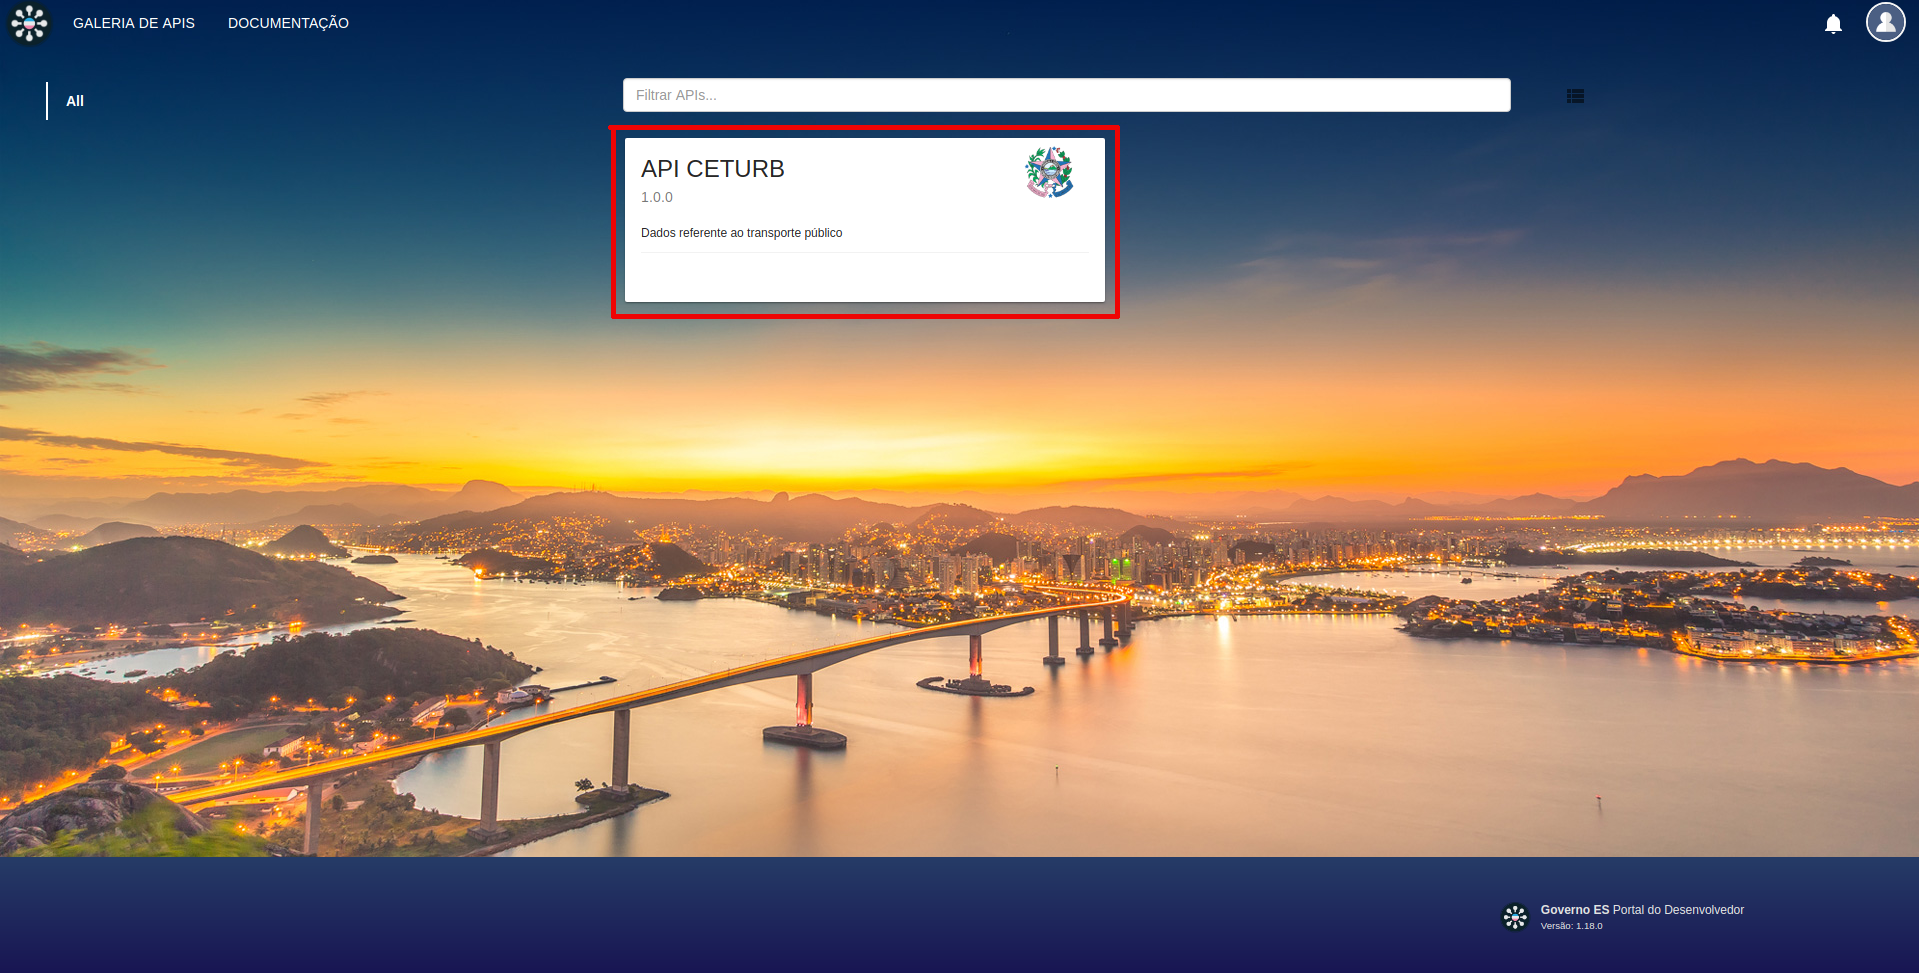 GALERIA DE APIS
DOCUMENTAÇÃO
All
Filtrar APIs...
API CETURB
1.0.0
Dados referente ao transporte público
Governo ES Portal do Desenvolvedor
Versão: 1.18.0